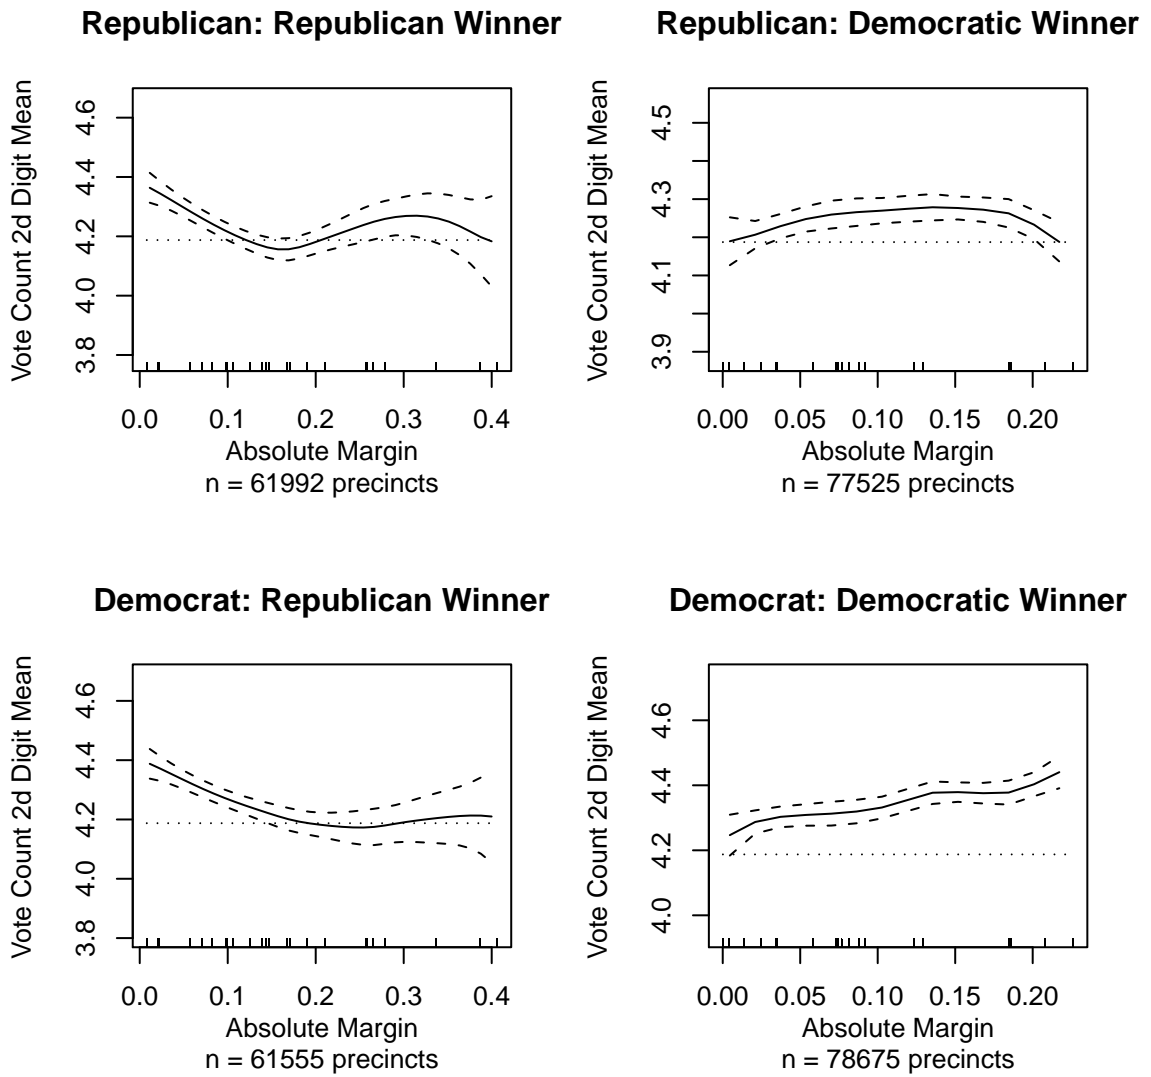 Republican: Republican Winner
Vote Count 2d Digit Mean
4.6
4.4
4.2
4.0
3.8
0.0 0.1 0.2 0.3 0.4
Absolute Margin
n = 61992 precincts
Republican: Democratic Winner
Vote Count 2d Digit Mean
4.5
4.3
4.1
3.9
0.00 0.05 0.10 0.15 0.20
Absolute Margin
n = 77525 precincts
Democrat: Republican Winner
Vote Count 2d Digit Mean
4.6
4.4
4.2
4.0
3.8
0.0 0.1 0.2 0.3 0.4
Absolute Margin
n = 61555 precincts
Democrat: Democratic Winner
Vote Count 2d Digit Mean
4.6
4.4
4.2
4.0
0.00 0.05 0.10 0.15 0.20
Absolute Margin
n = 78675 precincts